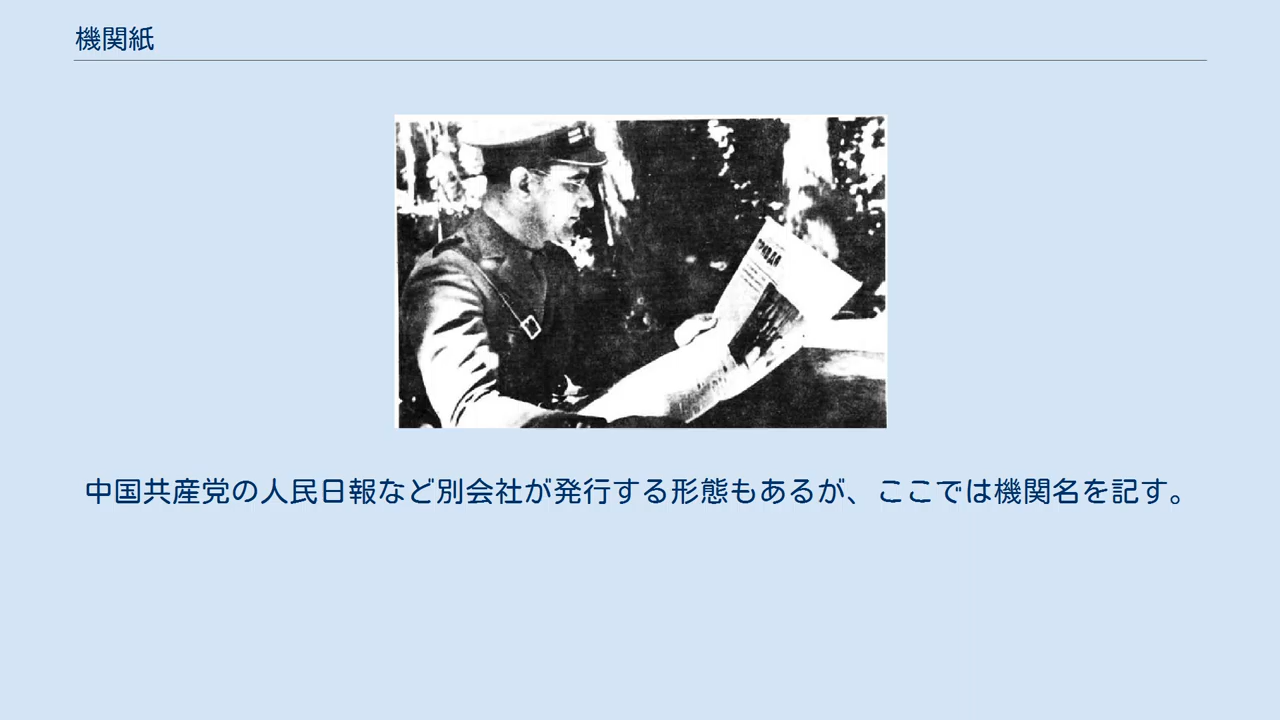 機関紙
ПРАВДА
中国共産党の人民日報など別会社が発行する形態もあるが、ここでは機関名を記す。